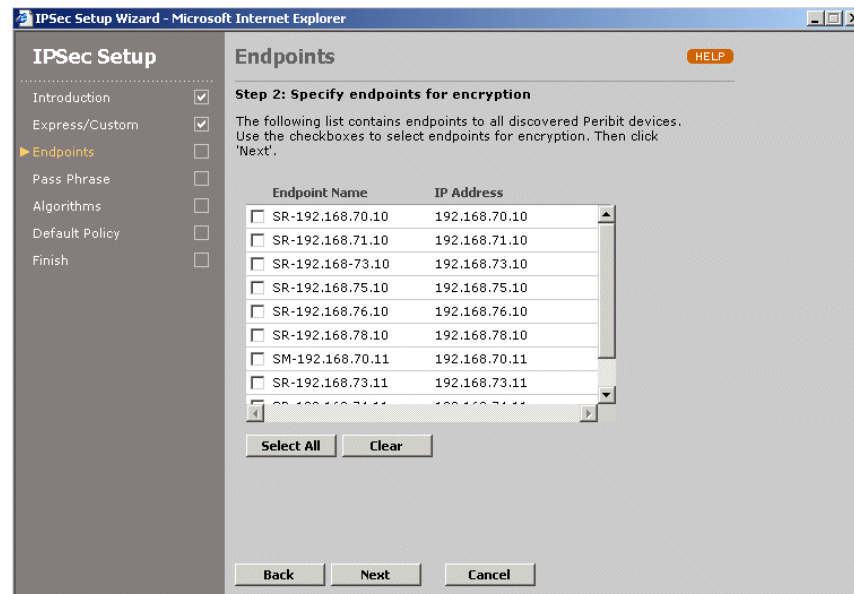 IPSec Setup Wizard - Microsoft Internet Explorer
IPSec Setup
Introduction
Express/Custom
Endpoints
Pass Phrase
Algorithms
Default Policy
Finish
Endpoints
HELP
Step 2: Specify endpoints for encryption
The following list contains endpoints to all discovered Peribit devices.
Use the checkboxes to select endpoints for encryption. Then click
'Next'.
Endpoint Name IP Address
SR-192.168.70.10 192.168.70.10
SR-192.168.71.10 192.168.71.10
SR-192.168-73.10 192.168.73.10
SR-192.168.75.10 192.168.75.10
SR-192.168.76.10 192.168.76.10
SR-192.168.78.10 192.168.78.10
SM-192.168.70.11 192.168.70.11
SR-192.168.73.11 192.168.73.11
Select All Clear
Back Next Cancel